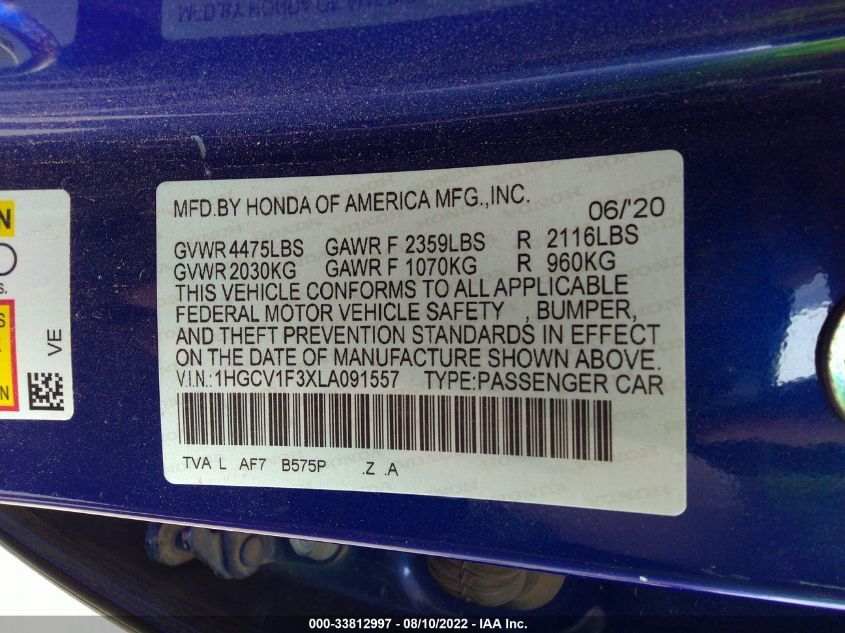 MFD.BY HONDA OF AMERICA MFG.,INC.
06/'20
GVWR 4475LBS GAWR F 2359LBS R 2116LBS
GVWR 2030KG GAWR F 1070KG R 960KG
THIS VEHICLE CONFORMS TO ALL APPLICABLE
FEDERAL MOTOR VEHICLE SAFETY , BUMPER,
AND THEFT PREVENTION STANDARDS IN EFFECT
ON THE DATE OF MANUFACTURE SHOWN ABOVE.
V.I.N.:1HGCV1F3XLA091557 TYPE:PASSENGER CAR
TVA L AF7 B575P .Z .A
VE
000-33812997 - 08/10/2022 - IAA Inc.